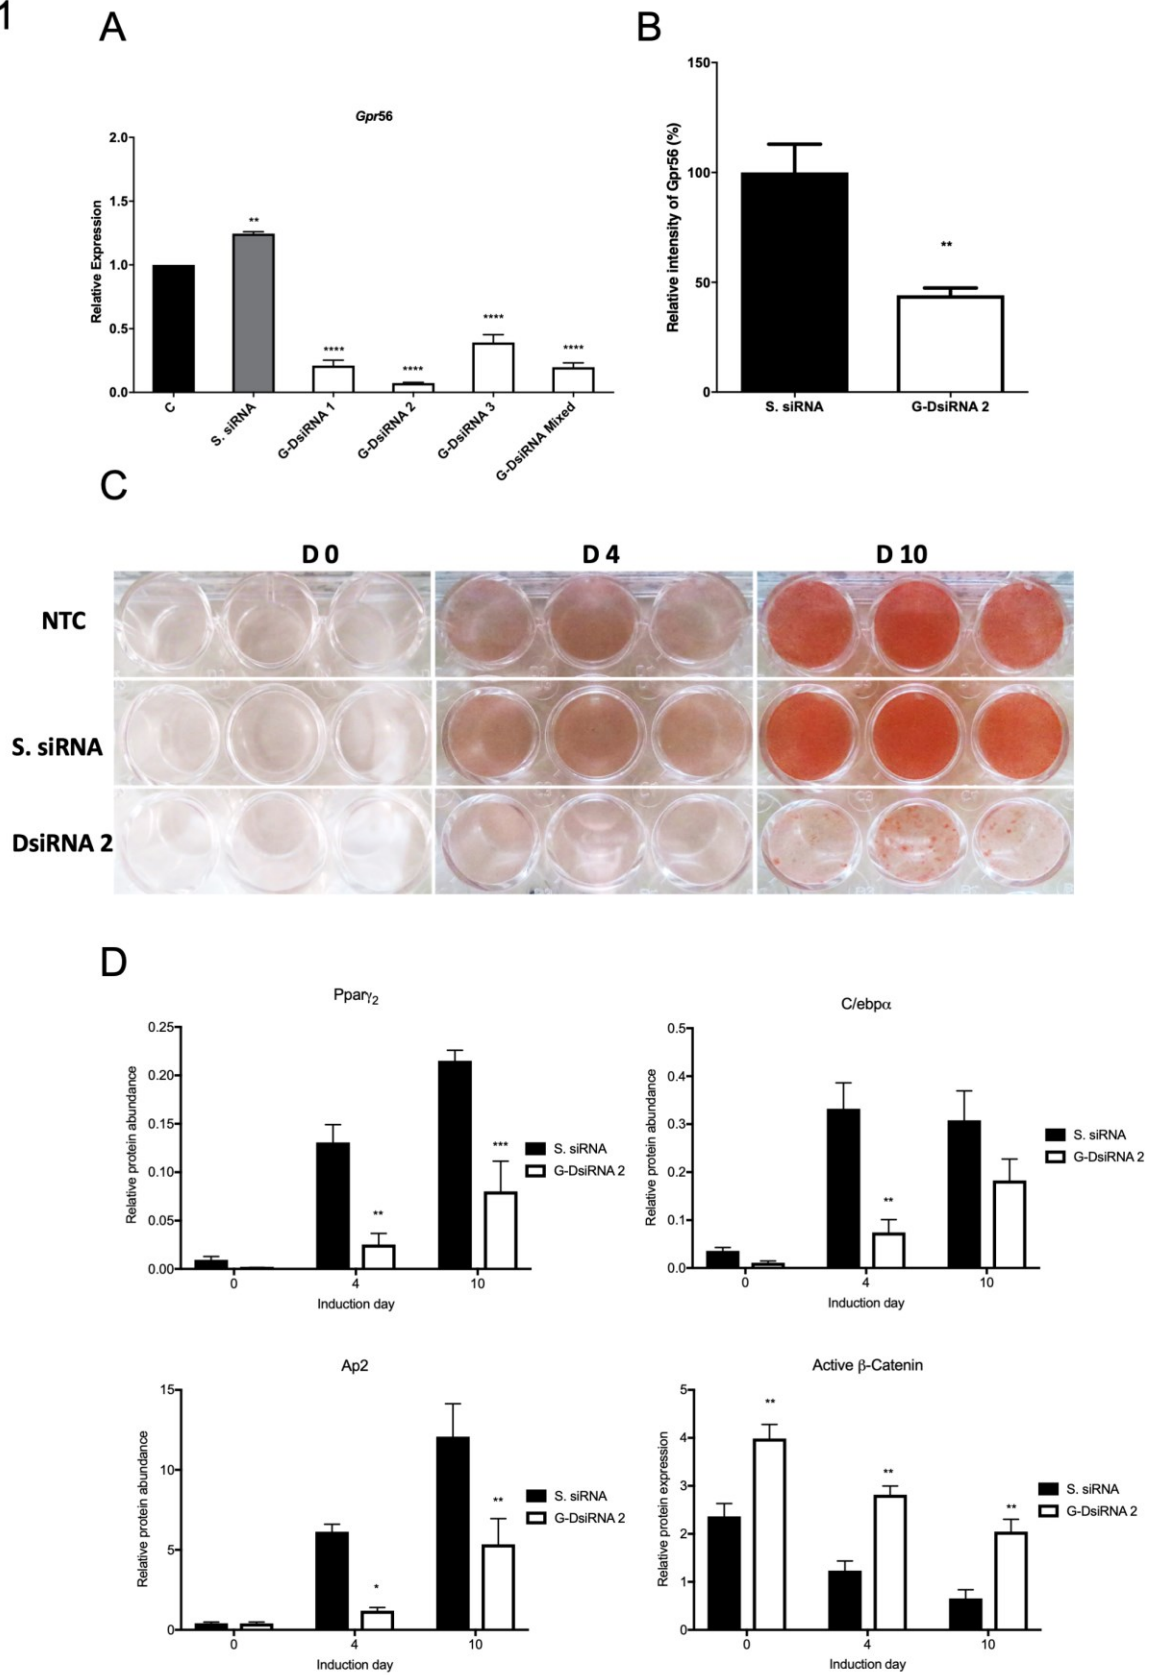 1
A
B
Gpr56
2.0
1.5
1.0
0.5
0.0
Relative Expression
**
****
****
****
****
C
S. siRNA
G-DsiRNA 1
G-DsiRNA 2
G-DsiRNA 3
G-DsiRNA Mixed
150
100
50
0
Relative intensity of Gpr56 (%)
**
S. siRNA
G-DsiRNA 2
C
D 0
D 4
D 10
NTC
S. siRNA
DsiRNA 2
D
Pparγ2
0.25
0.20
0.15
0.10
0.05
0.00
Relative protein abundance
**
***
0
4
10
Induction day
S. siRNA
G-DsiRNA 2
C/ebpα
0.5
0.4
0.3
0.2
0.1
0.0
Relative protein abundance
**
0
4
10
Induction day
S. siRNA
G-DsiRNA 2
Ap2
15
10
5
0
Relative protein abundance
*
**
0
4
10
Induction day
S. siRNA
G-DsiRNA 2
Active β-Catenin
5
4
3
2
1
0
Relative protein expression
**
**
**
0
4
10
Induction day
S. siRNA
G-DsiRNA 2